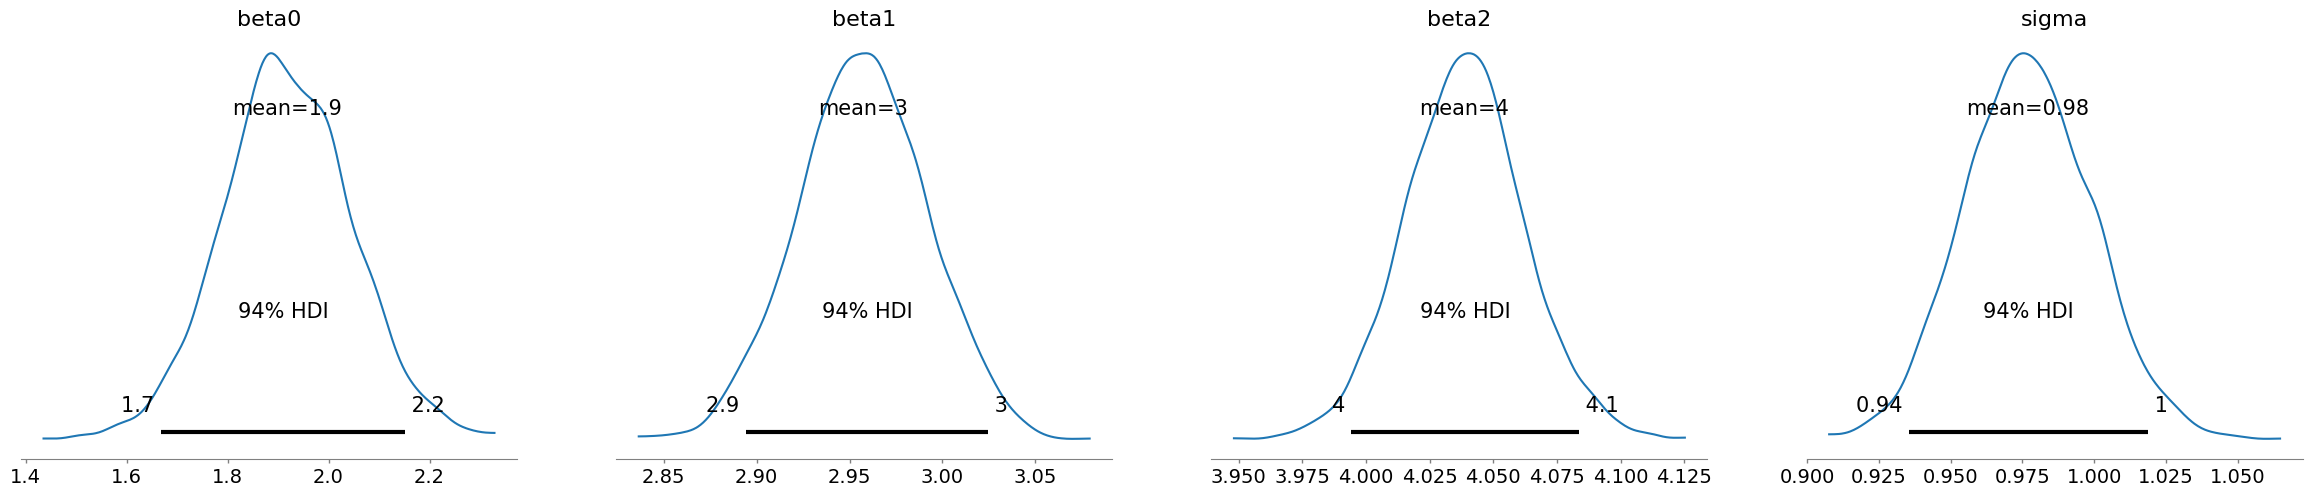 beta0
mean=1.9
94% HDI
1.7 2.2
1.4 1.6 1.8 2.0 2.2
beta1
mean=3
94% HDI
2.9 3
2.85 2.90 2.95 3.00 3.05
beta2
mean=4
94% HDI
4 4.1
3.950 3.975 4.000 4.025 4.050 4.075 4.100 4.125
sigma
mean=0.98
94% HDI
0.94 1
0.900 0.925 0.950 0.975 1.000 1.025 1.050